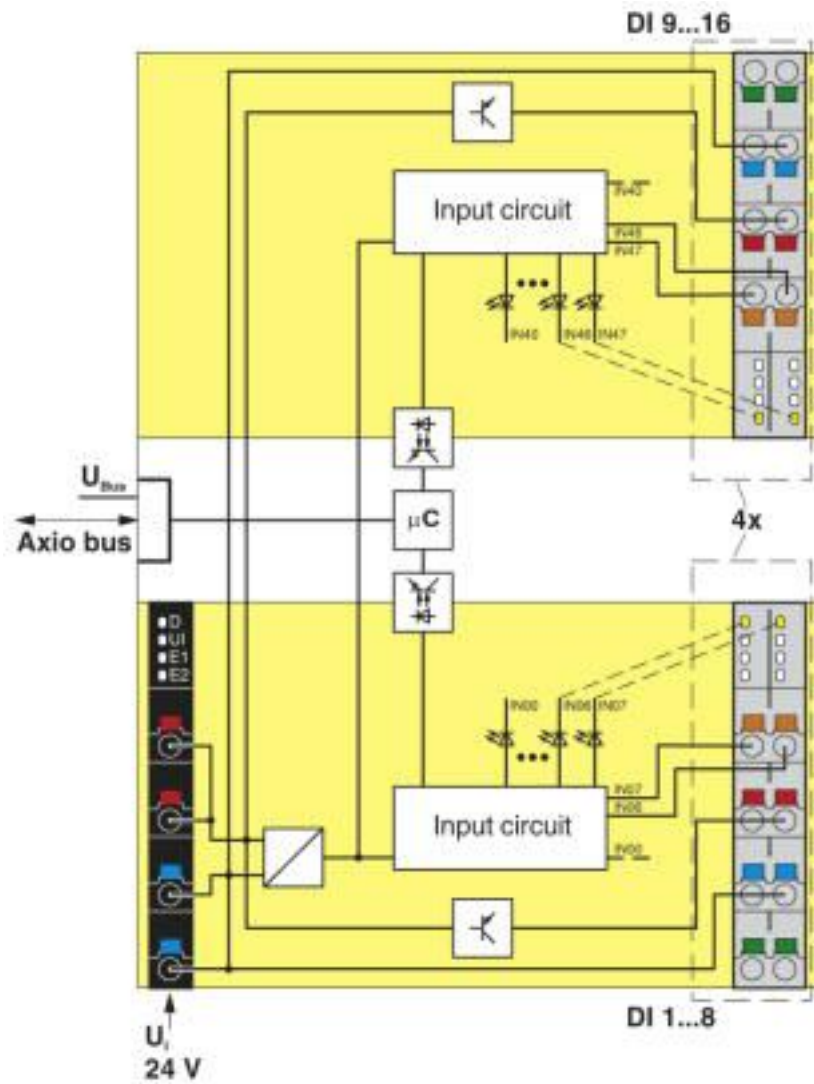 DI 9...16
Input circuit
IN40
IN46
IN47
IN40
IN46
IN47
U Bus
Axio bus
µC
4x
D
UI
E1
E2
IN00
IN06
IN07
IN07
IN06
Input circuit
IN00
DI 1...8
UI
24 V